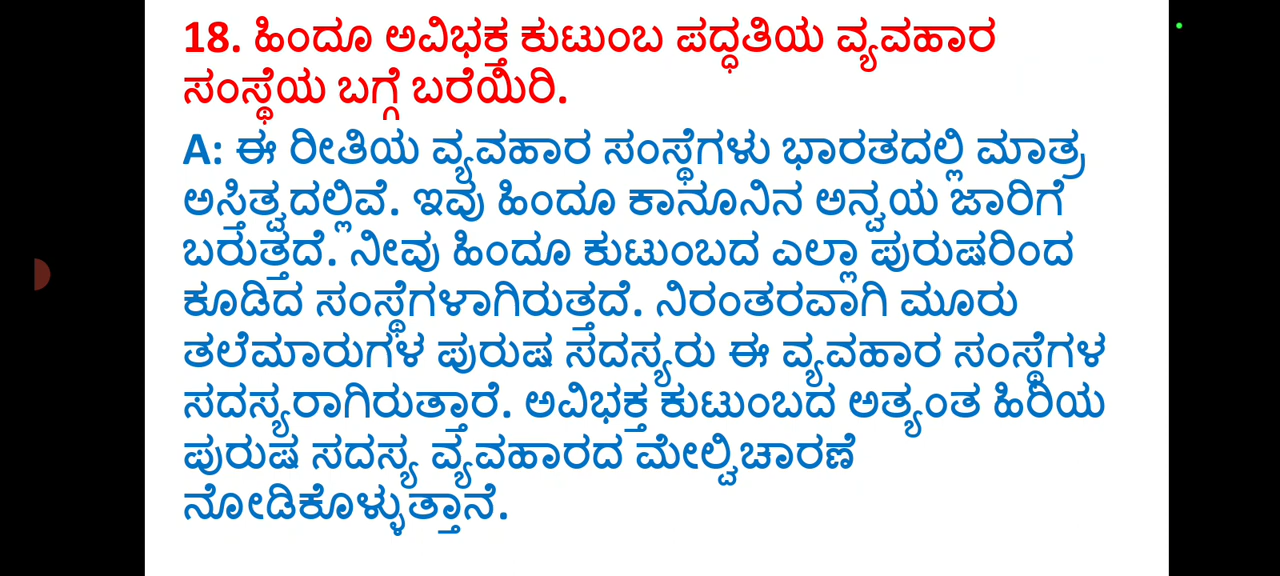 18. ಹಿಂದೂ ಅವಿಭಕ್ತ ಕುಟುಂಬ ಪದ್ಧತಿಯ ವ್ಯವಹಾರ
ಸಂಸ್ಥೆಯ ಬಗ್ಗೆ ಬರೆಯಿರಿ.
A: ಈ ರೀತಿಯ ವ್ಯವಹಾರ ಸಂಸ್ಥೆಗಳು ಭಾರತದಲ್ಲಿ ಮಾತ್ರ
ಅಸ್ತಿತ್ವದಲ್ಲಿವೆ. ಇವು ಹಿಂದೂ ಕಾನೂನಿನ ಅನ್ವಯ ಜಾರಿಗೆ
ಬರುತ್ತದೆ. ನೀವು ಹಿಂದೂ ಕುಟುಂಬದ ಎಲ್ಲಾ ಪುರುಷರಿಂದ
ಕೂಡಿದ ಸಂಸ್ಥೆಗಳಾಗಿರುತ್ತದೆ. ನಿರಂತರವಾಗಿ ಮೂರು
ತಲೆಮಾರುಗಳ ಪುರುಷ ಸದಸ್ಯರು ಈ ವ್ಯವಹಾರ ಸಂಸ್ಥೆಗಳ
ಸದಸ್ಯರಾಗಿರುತ್ತಾರೆ. ಅವಿಭಕ್ತ ಕುಟುಂಬದ ಅತ್ಯಂತ ಹಿರಿಯ
ಪುರುಷ ಸದಸ್ಯ ವ್ಯವಹಾರದ ಮೇಲ್ವಿಚಾರಣೆ
ನೋಡಿಕೊಳ್ಳುತ್ತಾನೆ.